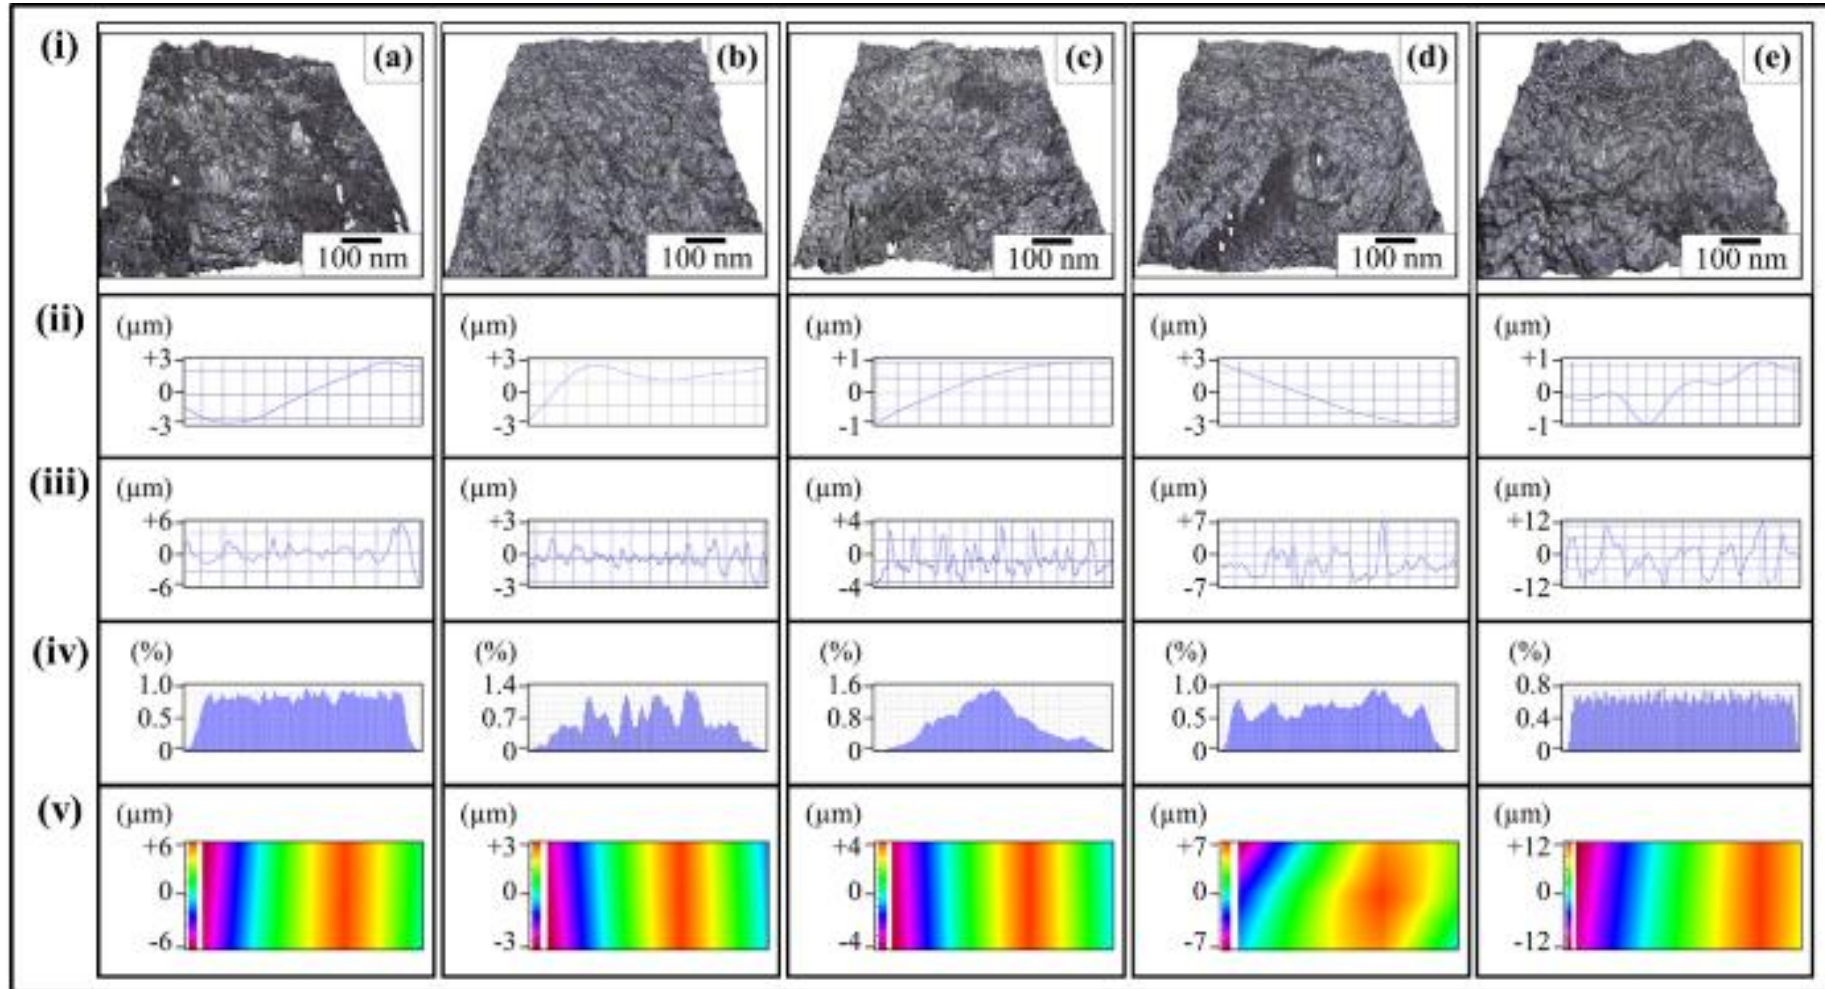 (i) (a) (b) (c) (d) (e)
100 nm 100 nm 100 nm 100 nm 100 nm
(ii) (µm) (µm) (µm) (µm) (µm)
+3 +3 +1 +3 +1
0 0 0 0 0
-3 -3 -1 -3 -1
(iii) (µm) (µm) (µm) (µm) (µm)
+6 +3 +4 +7 +12
0 0 0 0 0
-6 -3 -4 -7 -12
(iv) (%) (%) (%) (%) (%)
1.0 1.4 1.6 1.0 0.8
0.5 0.7 0.8 0.5 0.4
0 0 0 0 0
(v) (µm) (µm) (µm) (µm) (µm)
+6 +3 +4 +7 +12
0 0 0 0 0
-6 -3 -4 -7 -12